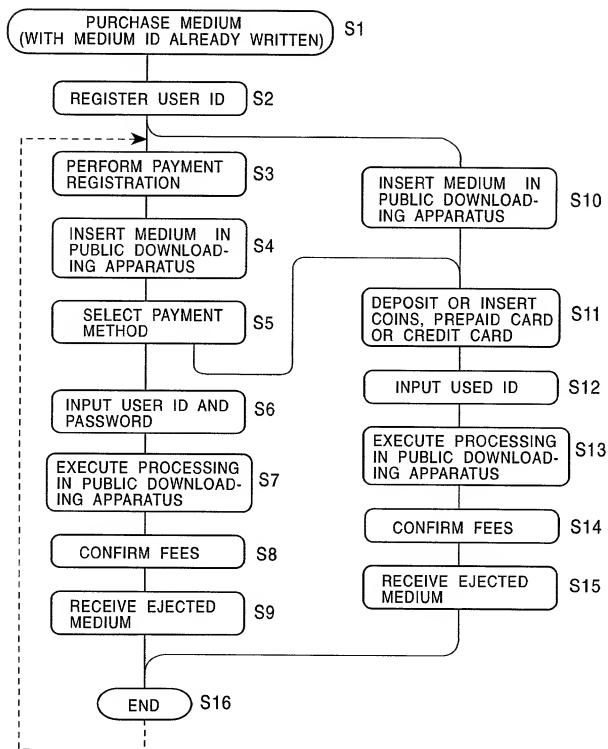 PURCHASE MEDIUM
(WITH MEDIUM ID ALREADY WRITTEN)
S1
REGISTER USER ID
S2
PERFORM PAYMENT
REGISTRATION
S3
INSERT MEDIUM IN
PUBLIC DOWNLOAD-
ING APPARATUS
S4
SELECT PAYMENT
METHOD
S5
INPUT USER ID AND
PASSWORD
S6
EXECUTE PROCESSING
IN PUBLIC DOWNLOAD-
ING APPARATUS
S7
CONFIRM FEES
S8
RECEIVE EJECTED
MEDIUM
S9
INSERT MEDIUM IN
PUBLIC DOWNLOAD-
ING APPARATUS
S10
DEPOSIT OR INSERT
COINS, PREPAID CARD
OR CREDIT CARD
S11
INPUT USED ID
S12
EXECUTE PROCESSING
IN PUBLIC DOWNLOAD-
ING APPARATUS
S13
CONFIRM FEES
S14
RECEIVE EJECTED
MEDIUM
S15
END
S16